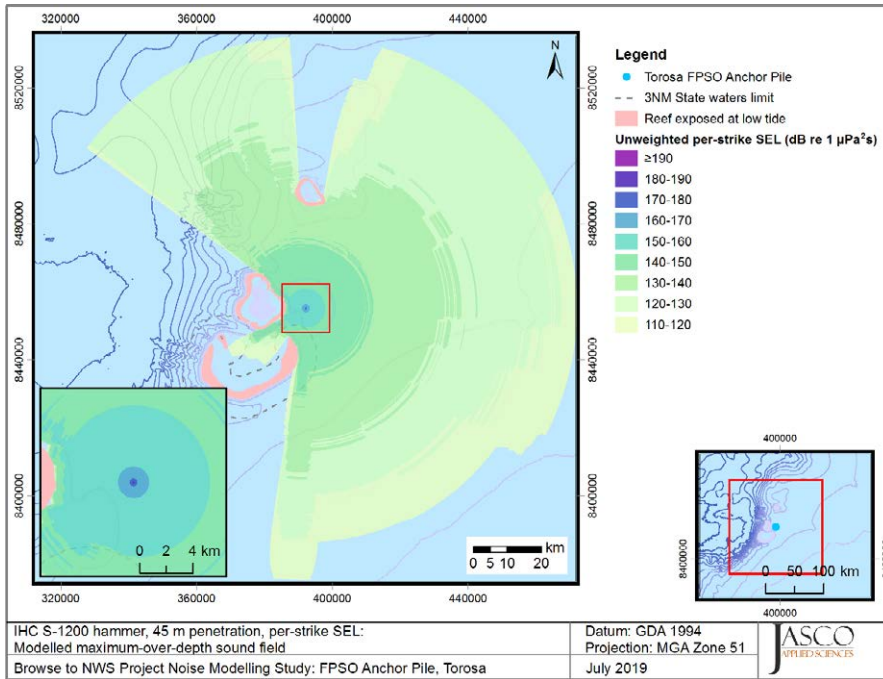 320000 360000 400000 440000
8520000
8480000
8440000
8400000
N
0 2 4 km
km
0 5 10 20
320000 360000 400000 440000
8520000
8480000
8440000
8400000
Legend
Torosa FPSO Anchor Pile
3NM State waters limit
Reef exposed at low tide
Unweighted per-strike SEL (dB re 1 µPa²s)
≥190
180-190
170-180
160-170
150-160
140-150
130-140
120-130
110-120
400000
8400000
0 50 100 km
400000
IHC S-1200 hammer, 45 m penetration, per-strike SEL:
Modelled maximum-over-depth sound field
Browse to NWS Project Noise Modelling Study: FPSO Anchor Pile, Torosa
Datum: GDA 1994
Projection: MGA Zone 51
July 2019
JASCO
APPLIED SCIENCES